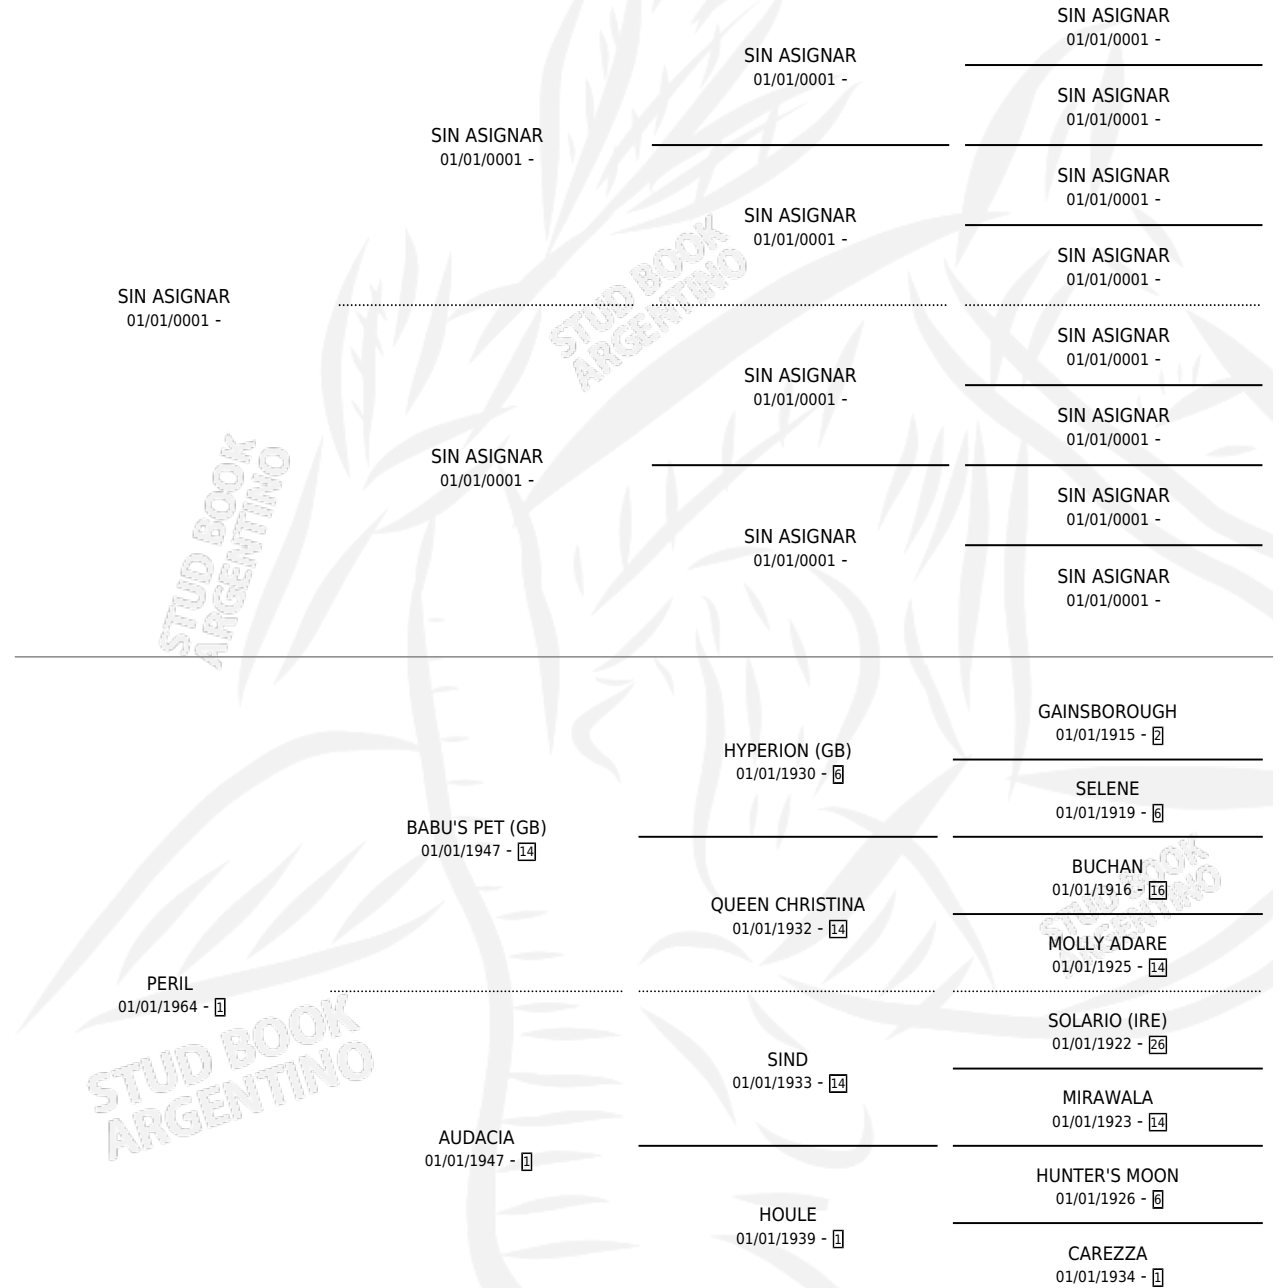 SIN ASIGNAR
01/01/0001 -
SIN ASIGNAR
01/01/0001 -
SIN ASIGNAR
01/01/0001 -
SIN ASIGNAR
01/01/0001 -
SIN ASIGNAR
01/01/0001 -
SIN ASIGNAR
01/01/0001 -
SIN ASIGNAR
01/01/0001 -
STUD BOOK
ARGENTINO
SIN ASIGNAR
01/01/0001 -
SIN ASIGNAR
01/01/0001 -
SIN ASIGNAR
01/01/0001 -
SIN ASIGNAR
01/01/0001 -
SIN ASIGNAR
01/01/0001 -
SIN ASIGNAR
01/01/0001 -
STUD BOOK
ARGENTINO
SIN ASIGNAR
01/01/0001 -
SIN ASIGNAR
01/01/0001 -
SIN ASIGNAR
01/01/0001 -
GAINSBOROUGH
01/01/1915 - 2
HYPERION (GB)
01/01/1930 - 6
SELENE
01/01/1919 - 6
BABU'S PET (GB)
01/01/1947 - 14
BUCHAN
01/01/1916 - 16
STUD BOOK
ARGENTINO
QUEEN CHRISTINA
01/01/1932 - 14
MOLLY ADARE
01/01/1925 - 14
PERIL
01/01/1964 - 1
SOLARIO (IRE)
01/01/1922 - 26
STUD BOOK
ARGENTINO
SIND
01/01/1933 - 14
MIRAWALA
01/01/1923 - 14
AUDACIA
01/01/1947 - 1
HUNTER'S MOON
01/01/1926 - 6
HOULE
01/01/1939 - 1
CAREZZA
01/01/1934 - 1